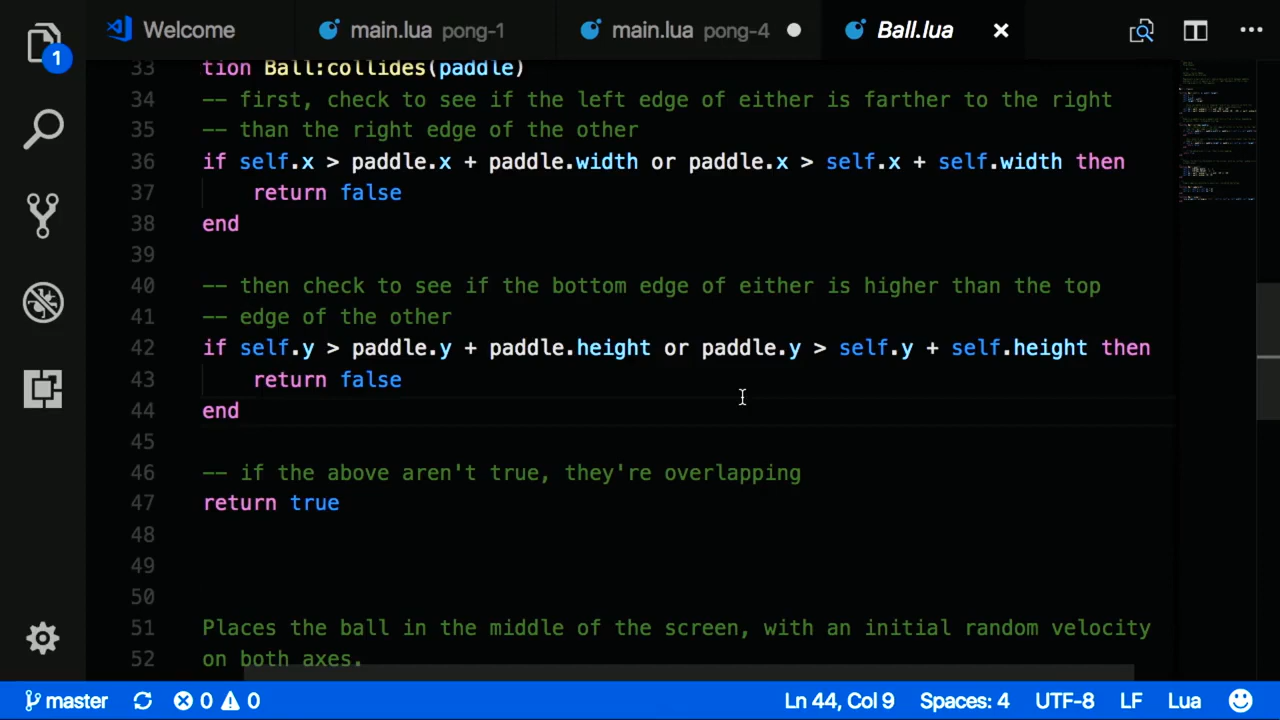 Welcome
main.lua pong-1
main.lua pong-4
Ball.lua
1
33 tion Ball:collides(paddle)
34 -- first, check to see if the left edge of either is farther to the right
35 -- than the right edge of the other
36 if self.x > paddle.x + paddle.width or paddle.x > self.x + self.width then
37 return false
38 end
39
40 -- then check to see if the bottom edge of either is higher than the top
41 -- edge of the other
42 if self.y > paddle.y + paddle.height or paddle.y > self.y + self.height then
43 return false
44 end
45
46 -- if the above aren't true, they're overlapping
47 return true
48
49
50
51 Places the ball in the middle of the screen, with an initial random velocity
52 on both axes.
master 0 0 Ln 44, Col 9 Spaces: 4 UTF-8 LF Lua